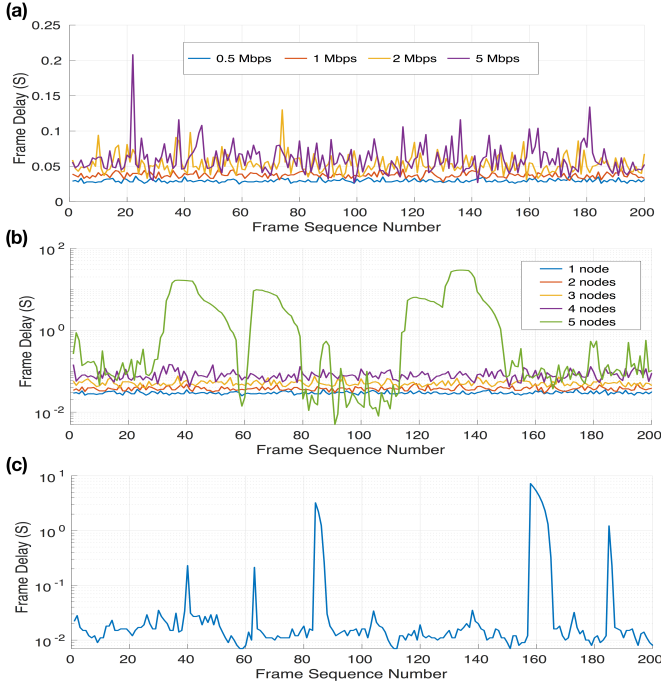 (a)
0.25
0.2
0.15
0.1
0.05
0
Frame Delay (S)
0.5 Mbps 1 Mbps 2 Mbps 5 Mbps
0 20 40 60 80 100 120 140 160 180 200
Frame Sequence Number
(b)
10^2
10^0
10^-2
Frame Delay (S)
1 node
2 nodes
3 nodes
4 nodes
5 nodes
0 20 40 60 80 100 120 140 160 180 200
Frame Sequence Number
(c)
10^1
10^0
10^-1
10^-2
Frame Delay (S)
0 20 40 60 80 100 120 140 160 180 200
Frame Sequence Number